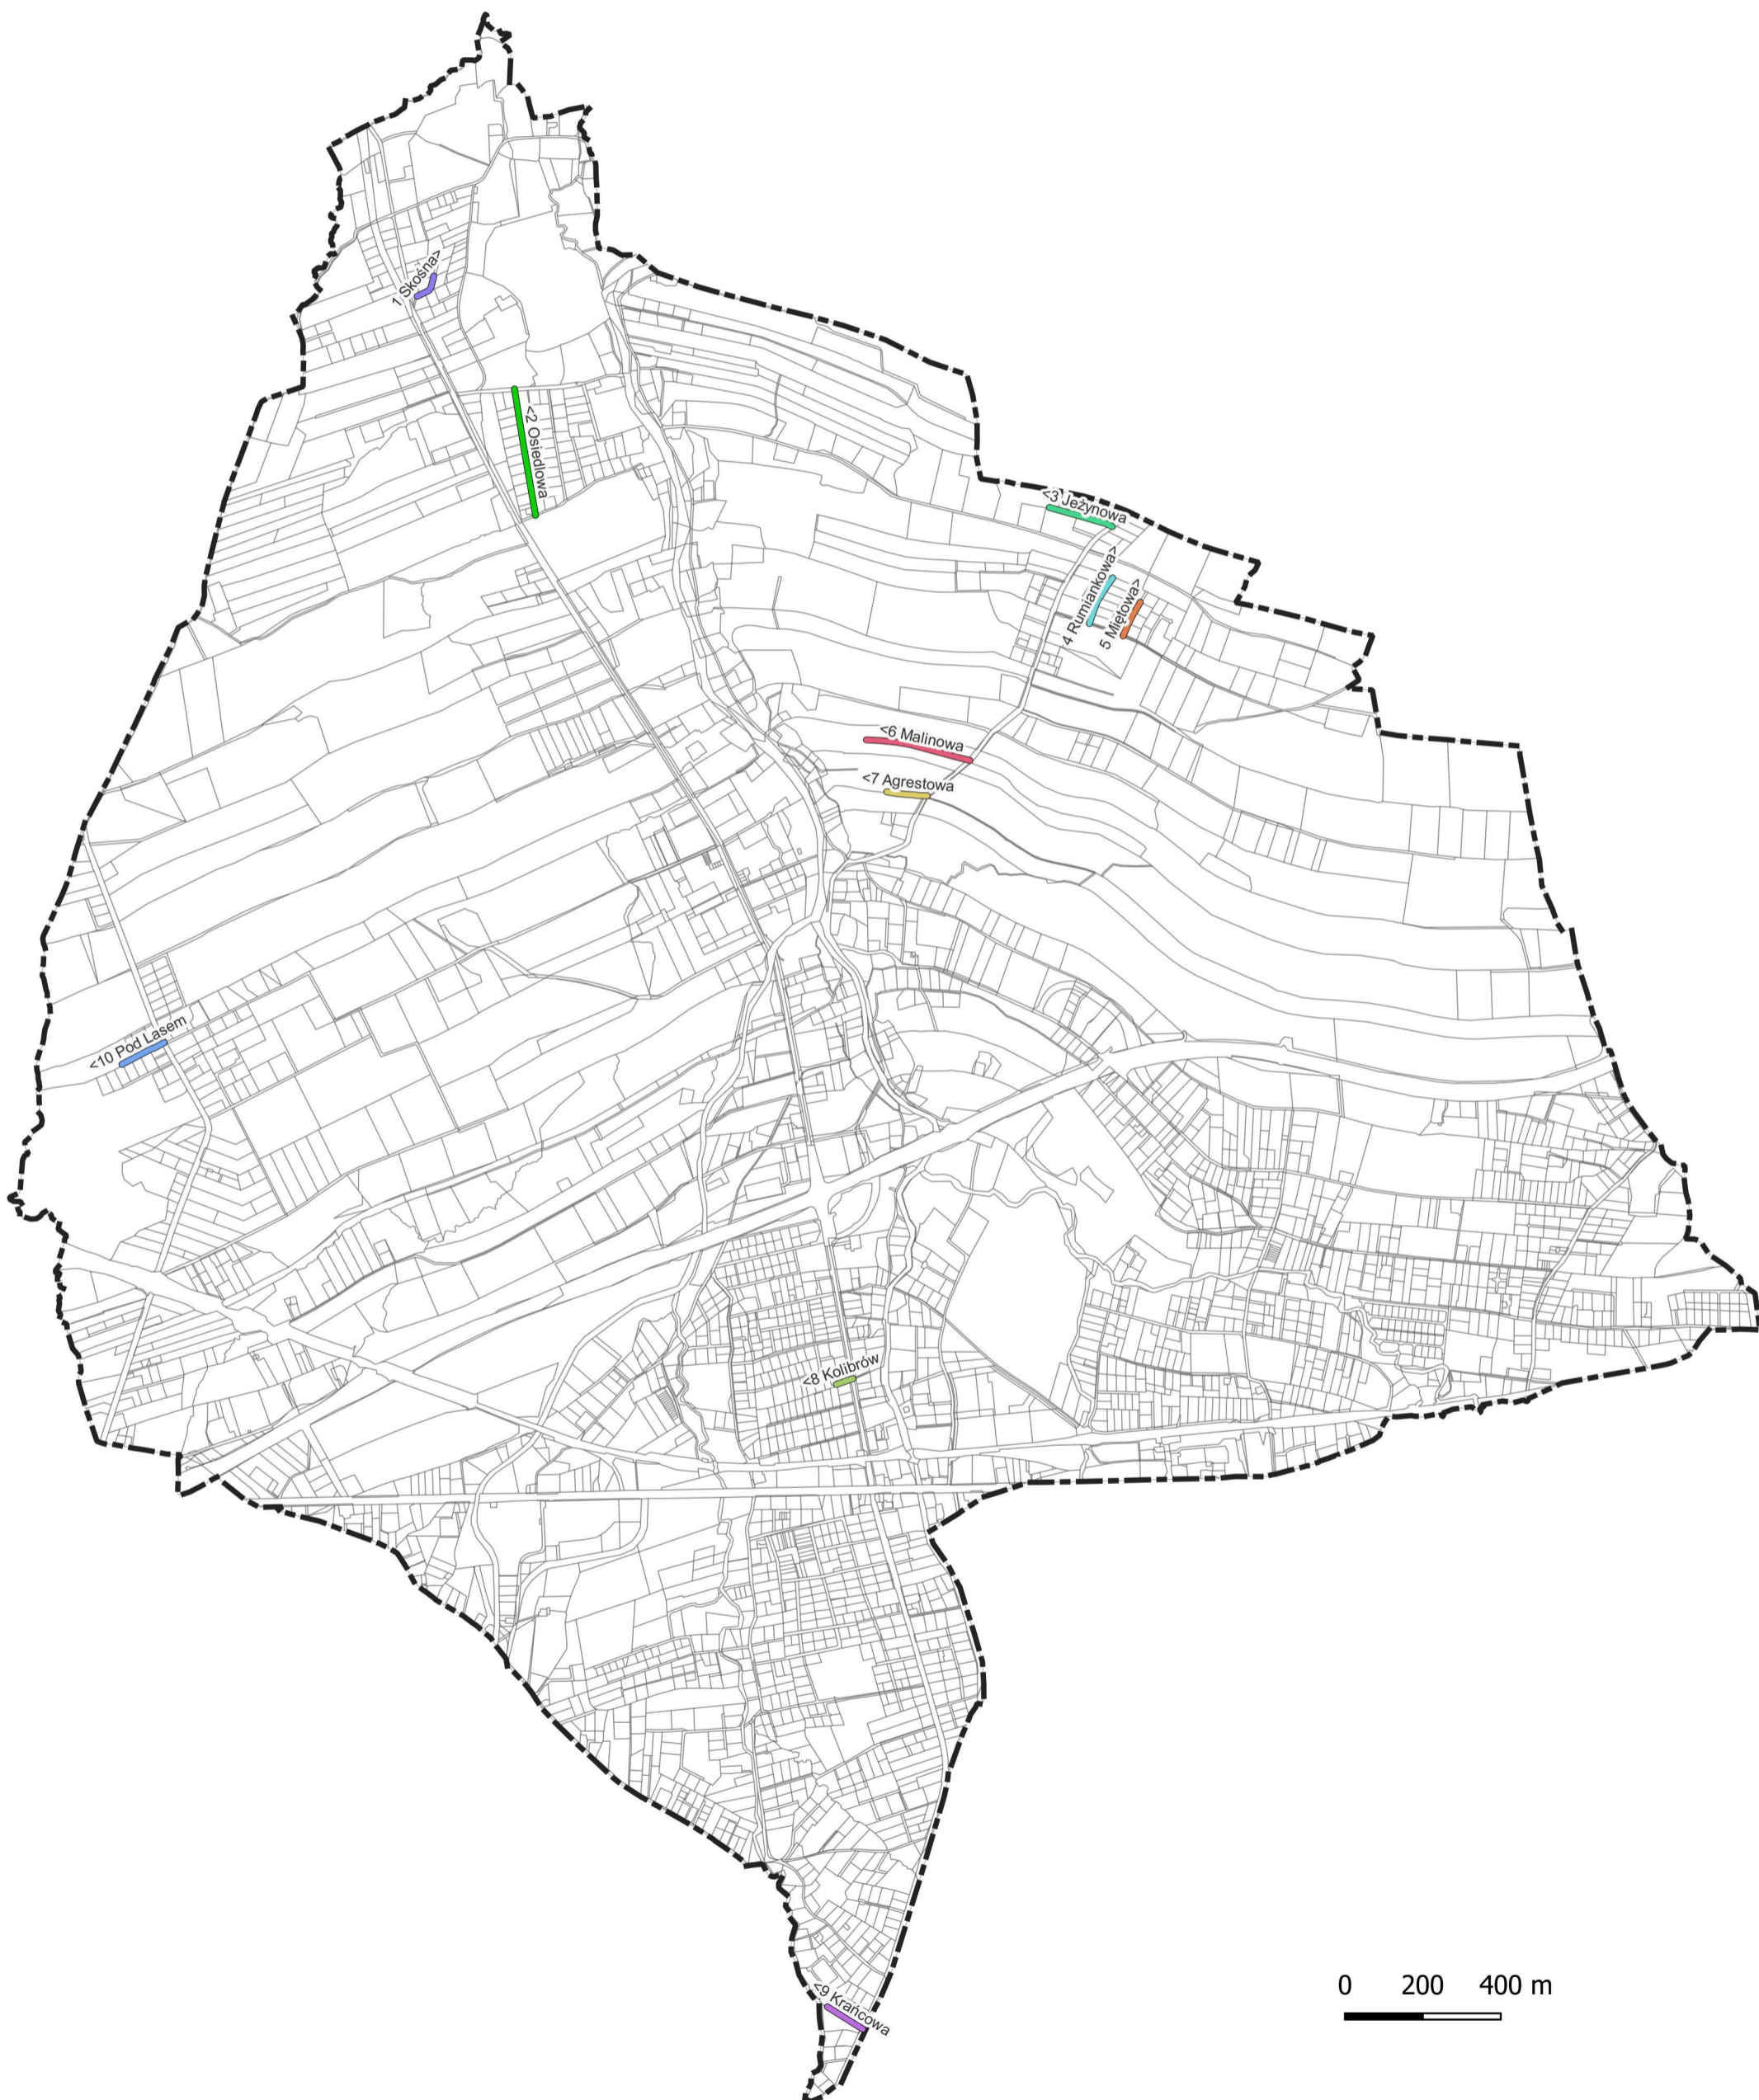 1 Skośna>
<2 Osiedlowa
<3 Jeżynowa
4 Rumiankowa>
5 Miętowa>
<6 Malinowa
<7 Agrestowa
<10 Pod Lasem
<8 Kolibrów
<9 Krańcowa
0 200 400 m